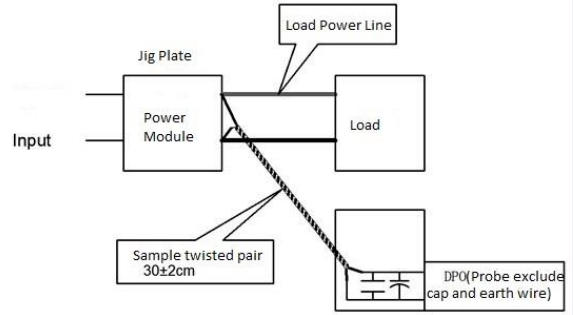 Load Power Line
Jig Plate
Power
Module
Load
Input
Sample twisted pair
30±2cm
DPO(Probe exclude
cap and earth wire)